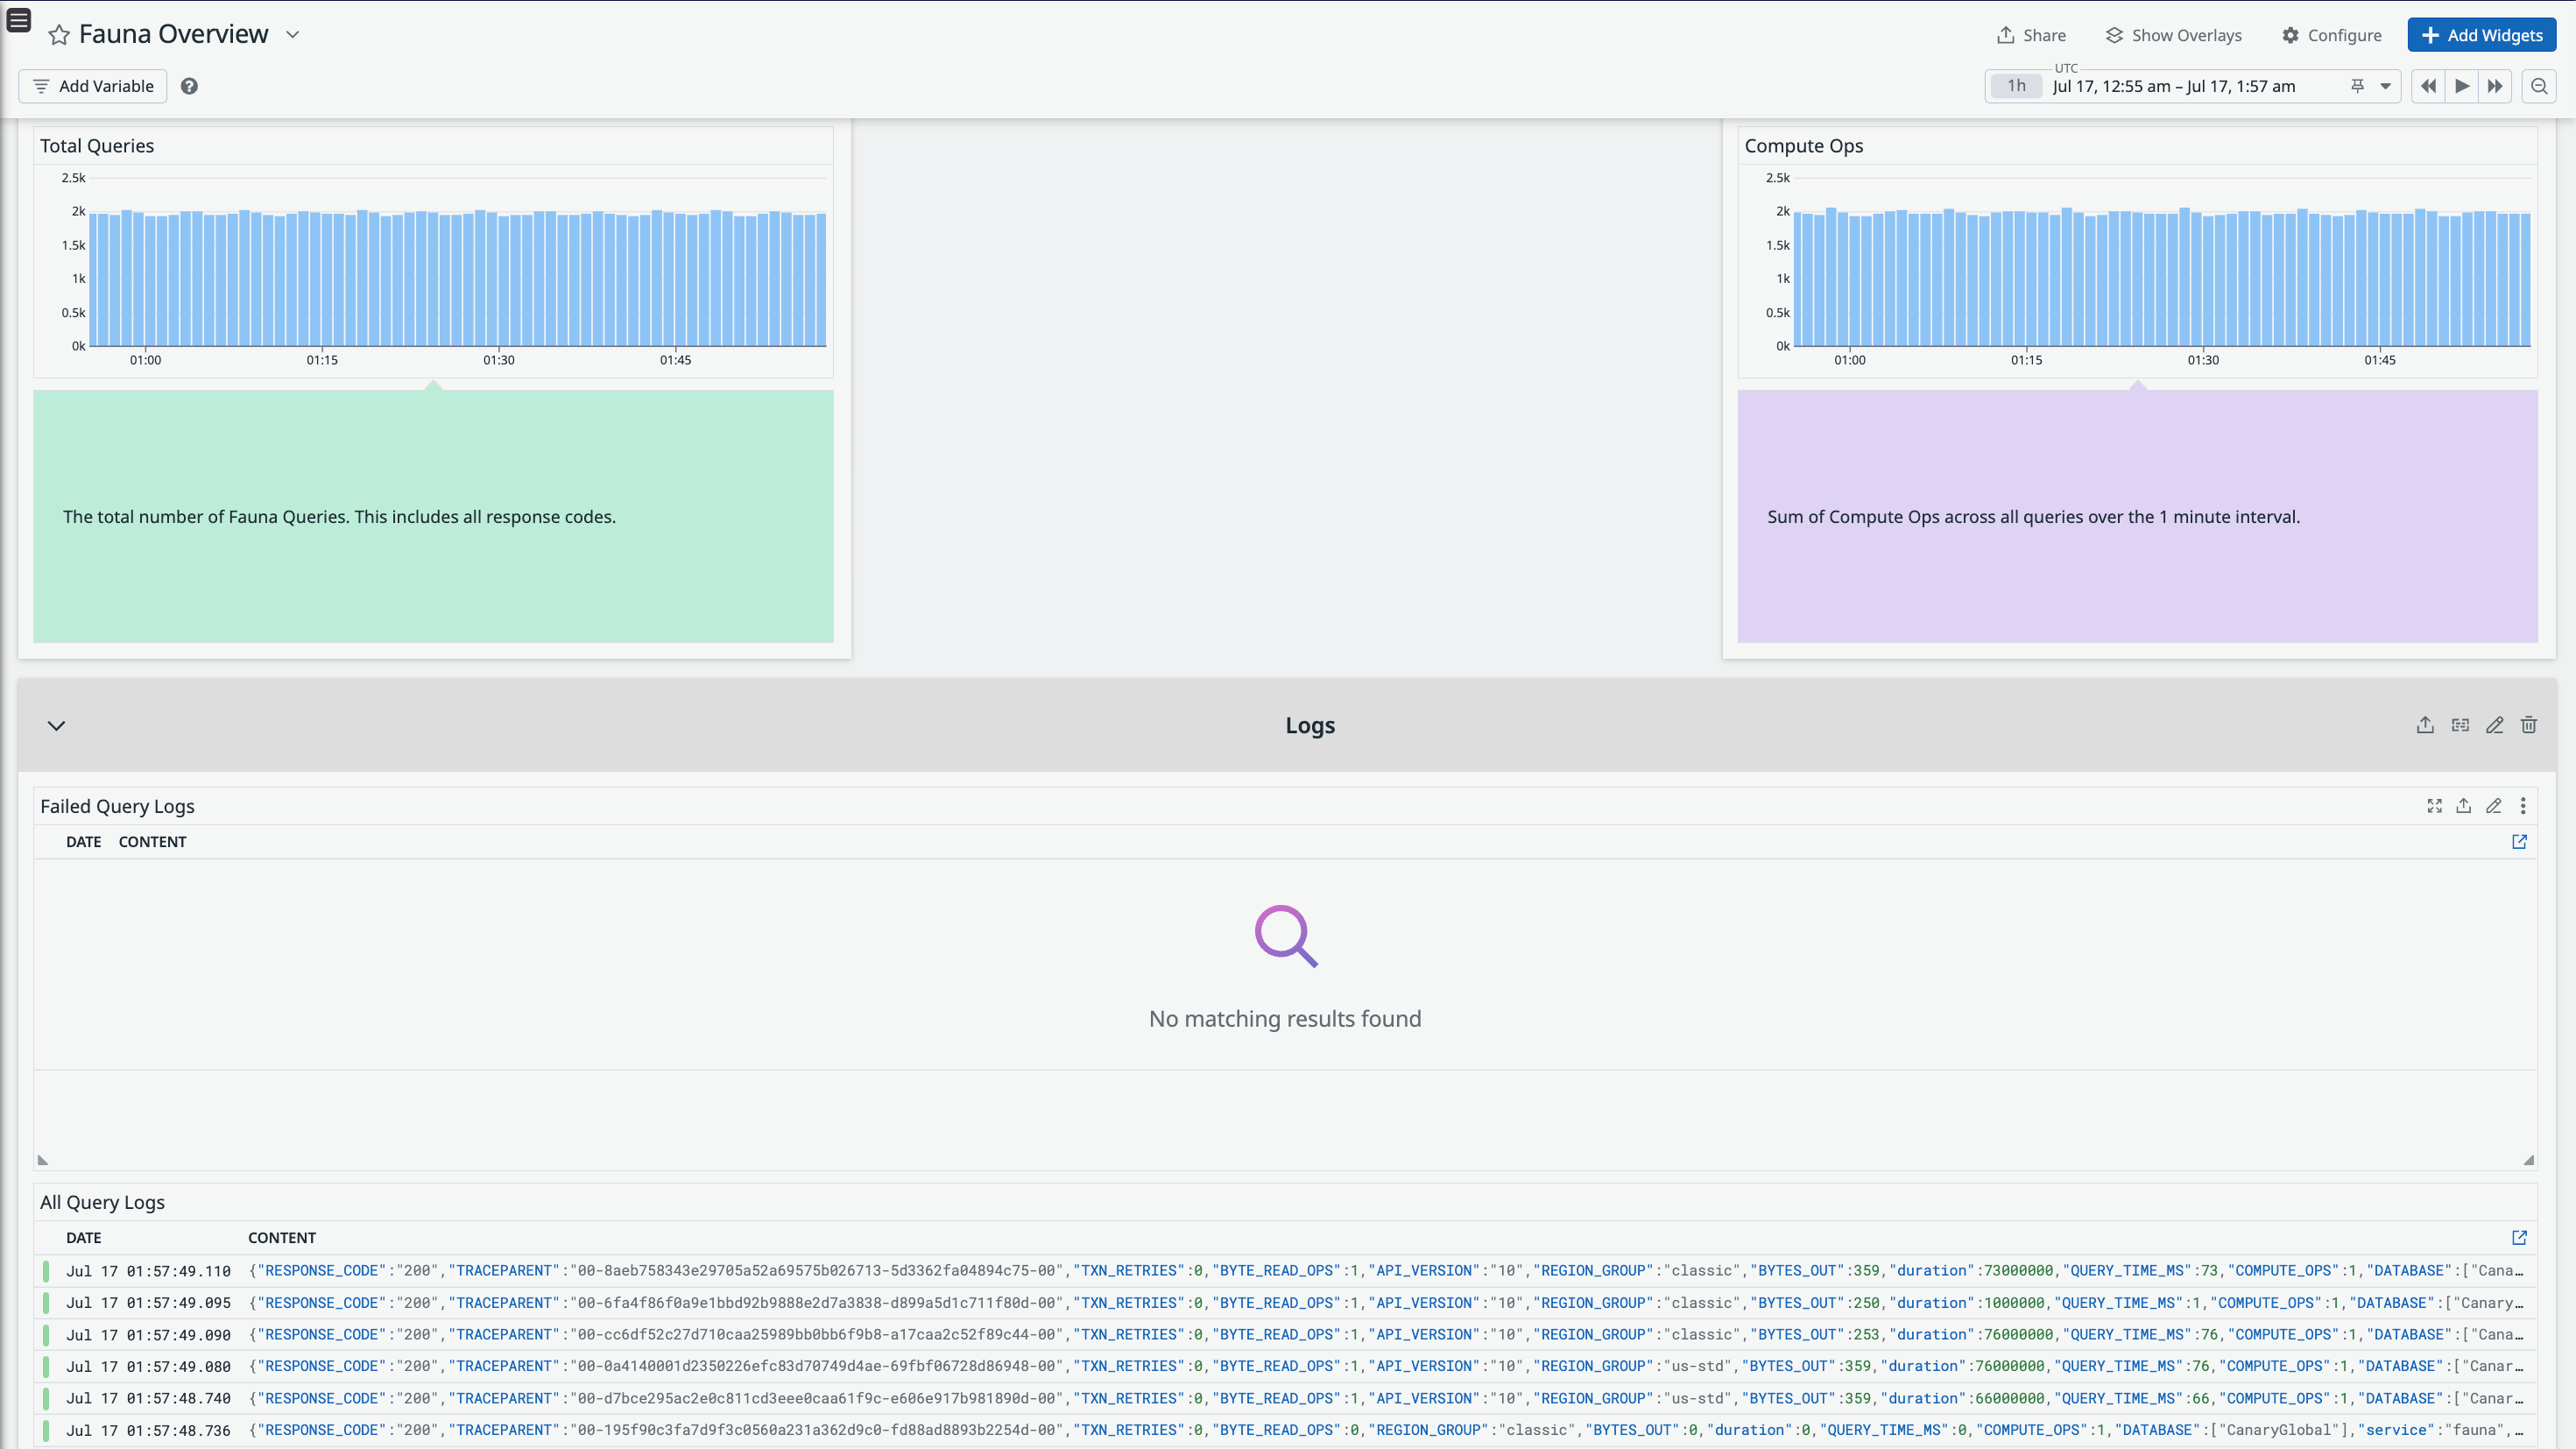 Fauna Overview
Share
Show Overlays
Configure
Add Widgets
Add Variable
UTC
1h
Jul 17, 12:55 am – Jul 17, 1:57 am
Total Queries
2.5k
2k
1.5k
1k
0.5k
0k
01:00
01:15
01:30
01:45
The total number of Fauna Queries. This includes all response codes.
Compute Ops
2.5k
2k
1.5k
1k
0.5k
0k
01:00
01:15
01:30
01:45
Sum of Compute Ops across all queries over the 1 minute interval.
Logs
Failed Query Logs
DATE CONTENT
No matching results found
All Query Logs
DATE CONTENT
Jul 17 01:57:49.110 {"RESPONSE_CODE":"200","TRACEPARENT":"00-8aeb758343e29705a52a69575b026713-5d3362fa04894c75-00","TXN_RETRIES":0,"BYTE_READ_OPS":1,"API_VERSION":"10","REGION_GROUP":"classic","BYTES_OUT":359,"duration":73000000,"QUERY_TIME_MS":73,"COMPUTE_OPS":1,"DATABASE":["Cana…
Jul 17 01:57:49.095 {"RESPONSE_CODE":"200","TRACEPARENT":"00-6fa4f86f0a9e1bbd92b9888e2d7a3838-d899a5d1c711f80d-00","TXN_RETRIES":0,"BYTE_READ_OPS":1,"API_VERSION":"10","REGION_GROUP":"classic","BYTES_OUT":250,"duration":1000000,"QUERY_TIME_MS":1,"COMPUTE_OPS":1,"DATABASE":["Canary…
Jul 17 01:57:49.090 {"RESPONSE_CODE":"200","TRACEPARENT":"00-cc6df52c27d710caa25989bb0bb6f9b8-a17caa2c52f89c44-00","TXN_RETRIES":0,"BYTE_READ_OPS":1,"API_VERSION":"10","REGION_GROUP":"classic","BYTES_OUT":253,"duration":76000000,"QUERY_TIME_MS":76,"COMPUTE_OPS":1,"DATABASE":["Cana…
Jul 17 01:57:49.080 {"RESPONSE_CODE":"200","TRACEPARENT":"00-0a4140001d2350226efc83d70749d4ae-69fbf06728d86948-00","TXN_RETRIES":0,"BYTE_READ_OPS":1,"API_VERSION":"10","REGION_GROUP":"us-std","BYTES_OUT":359,"duration":76000000,"QUERY_TIME_MS":76,"COMPUTE_OPS":1,"DATABASE":["Canar…
Jul 17 01:57:48.740 {"RESPONSE_CODE":"200","TRACEPARENT":"00-d7bce295ac2e0c811cd3eee0caa61f9c-e606e917b981890d-00","TXN_RETRIES":0,"BYTE_READ_OPS":1,"API_VERSION":"10","REGION_GROUP":"us-std","BYTES_OUT":359,"duration":66000000,"QUERY_TIME_MS":66,"COMPUTE_OPS":1,"DATABASE":["Canar…
Jul 17 01:57:48.736 {"RESPONSE_CODE":"200","TRACEPARENT":"00-195f90c3fa7d9f3c0560a231a362d9c0-fd88ad8893b2254d-00","TXN_RETRIES":0,"BYTE_READ_OPS":0,"REGION_GROUP":"classic","BYTES_OUT":0,"duration":0,"QUERY_TIME_MS":0,"COMPUTE_OPS":1,"DATABASE":["CanaryGlobal"],"service":"fauna",…